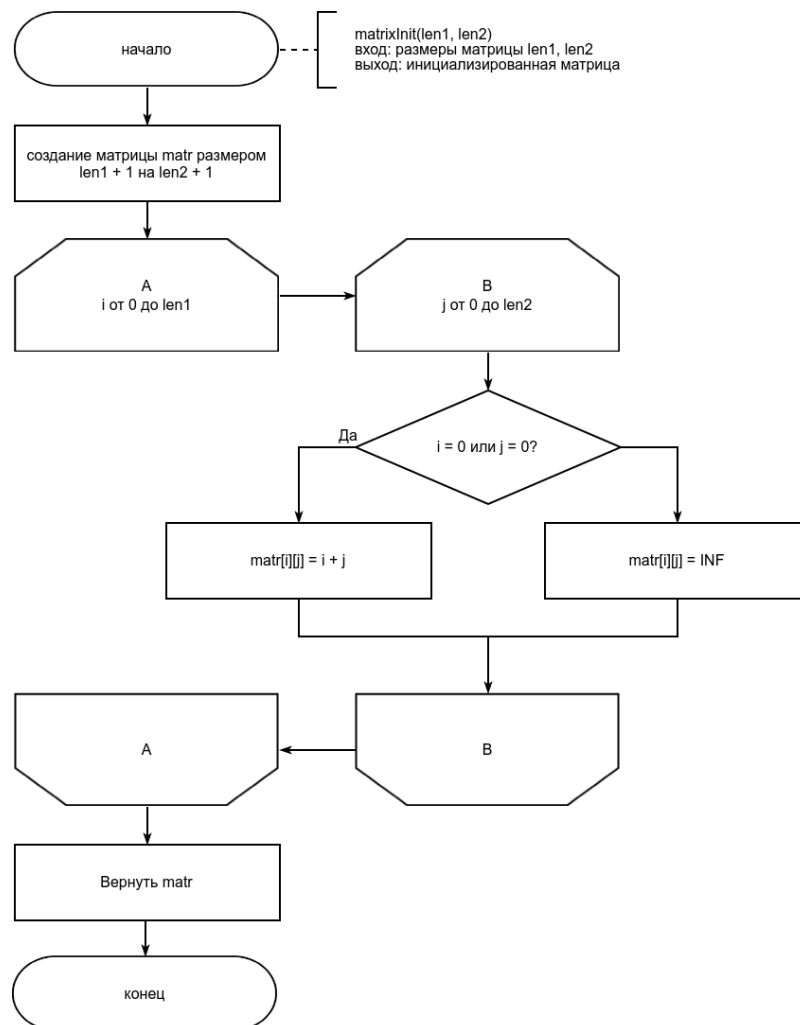 начало
matrixInit(len1, len2)
вход: размеры матрицы len1, len2
выход: инициализированная матрица
создание матрицы matr размером
len1 + 1 на len2 + 1
A
i от 0 до len1
B
j от 0 до len2
Да
i = 0 или j = 0?
matr[i][j] = i + j
matr[i][j] = INF
A
B
Вернуть matr
конец